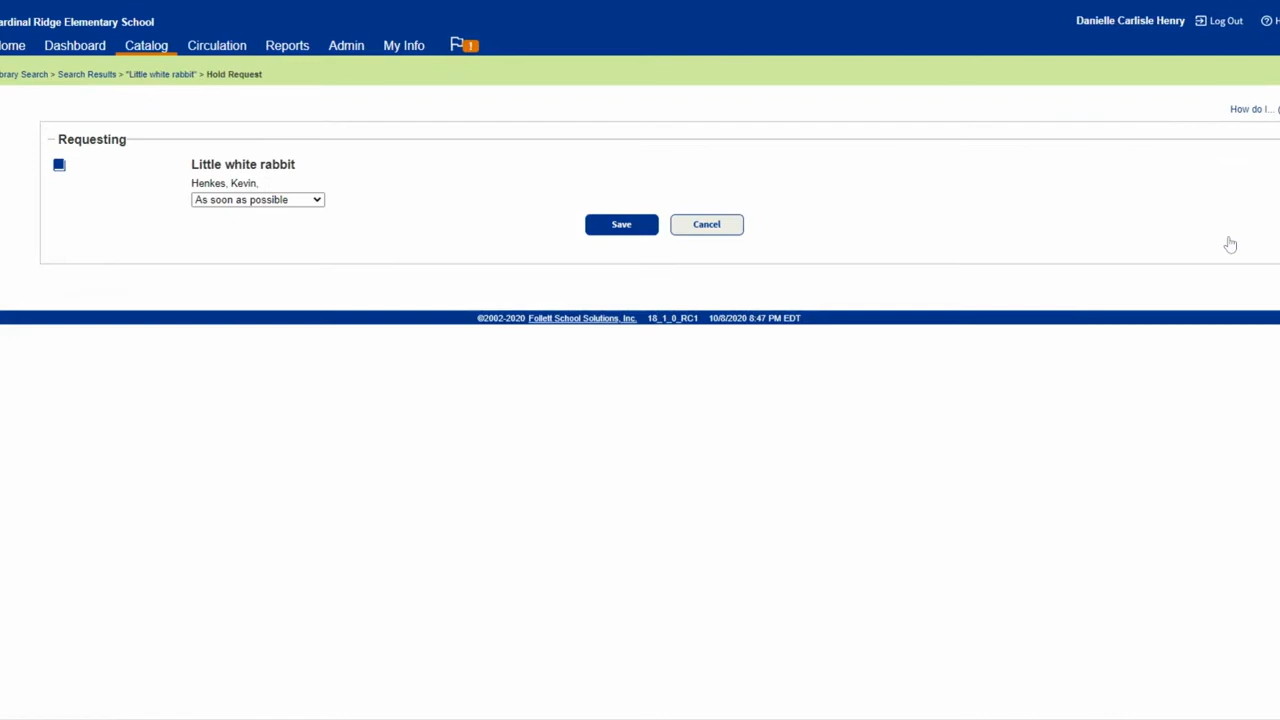 ardinal Ridge Elementary School
Danielle Carlisle Henry Log Out H
ome Dashboard Catalog Circulation Reports Admin My Info !
brary Search > Search Results > "Little white rabbit" > Hold Request
How do I... (
Requesting
Little white rabbit
Henkes, Kevin,
As soon as possible
Save Cancel
©2002-2020 Follett School Solutions, Inc. 18_1_0_RC1 10/8/2020 8:47 PM EDT